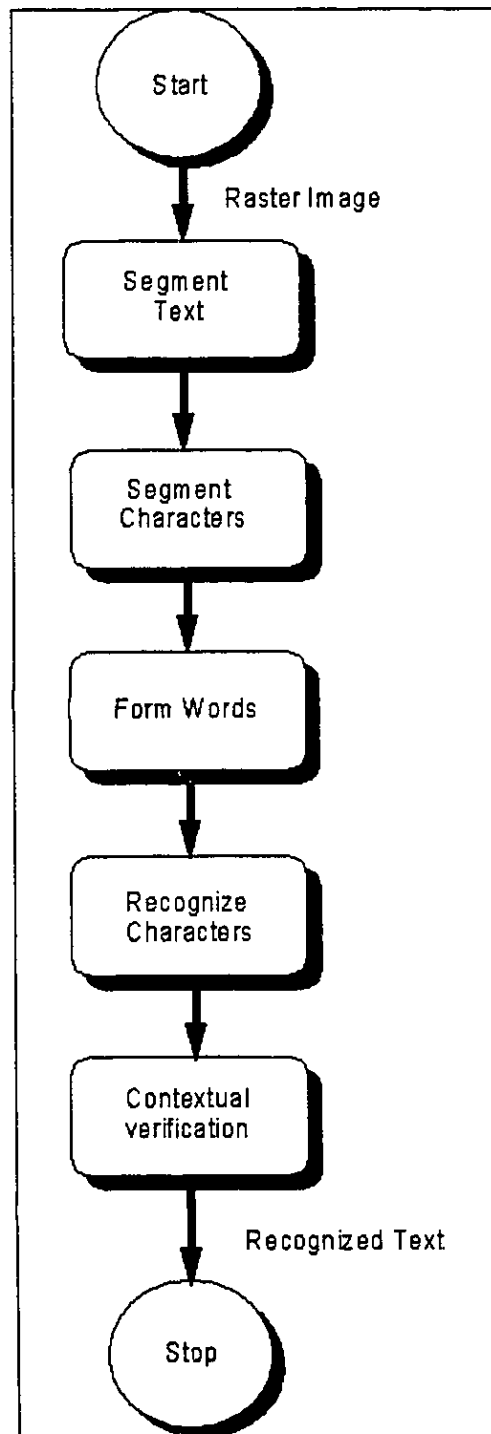 Start
Raster Image
Segment
Text
Segment
Characters
Form Words
Recognize
Characters
Contextual
verification
Recognized Text
Stop